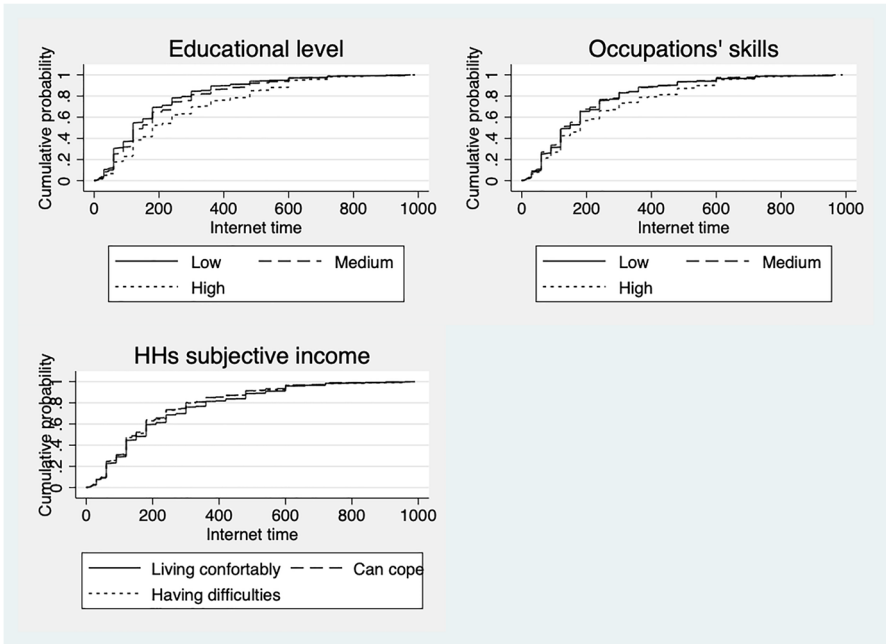 Educational level
Cumulative probability
0 .2 .4 .6 .8 1
0 200 400 600 800 1000
Internet time
Low Medium
High
Occupations' skills
Cumulative probability
0 .2 .4 .6 .8 1
0 200 400 600 800 1000
Internet time
Low Medium
High
HHs subjective income
Cumulative probability
0 .2 .4 .6 .8 1
0 200 400 600 800 1000
Internet time
Living confortably Can cope
Having difficulties